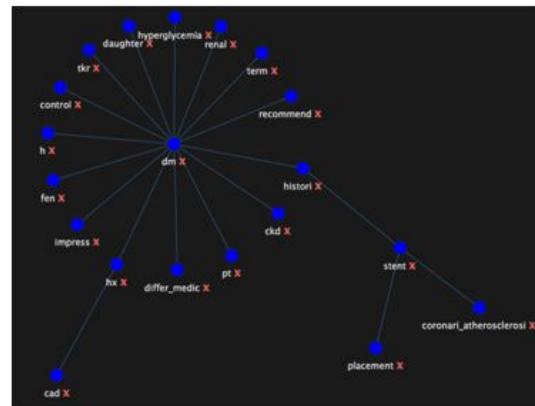 hyperglycemia X
daughter X
renal X
tkr X
term X
control X
recommend X
h X
dm X
histori X
fen X
ckd X
impress X
pt X
stent X
hx X
differ_medic X
coronari_atherosclerosi X
placement X
cad X